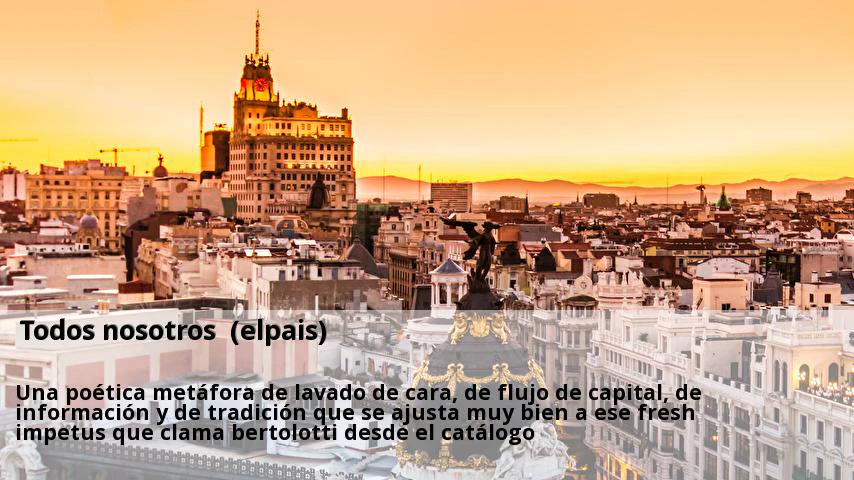 Todos nosotros  (elpais)
Una poética metáfora de lavado de cara, de flujo de capital, de
información y de tradición que se ajusta muy bien a ese fresh
impetus que clama bertolotti desde el catálogo